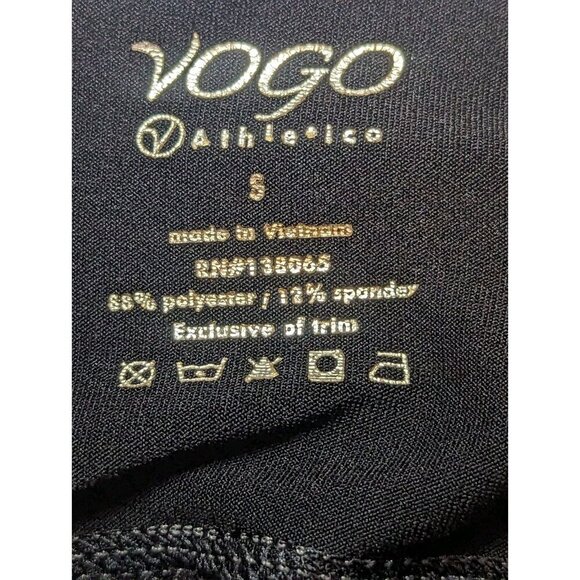 VOGO
Athletico
S
made in Vietnam
RN#138065
88% polyester / 12% spandex
Exclusive of trim